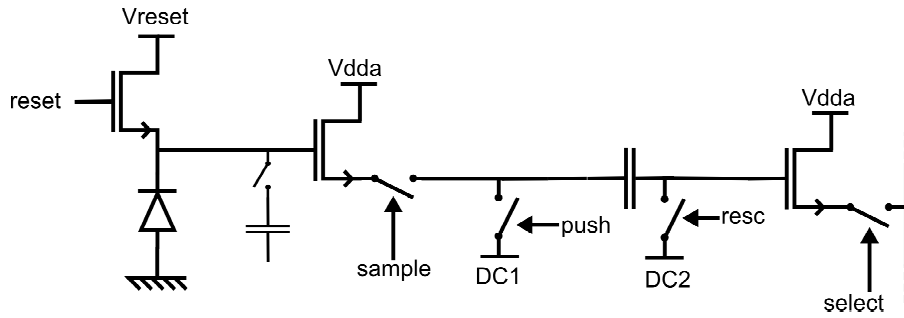 Vreset
Vdda
Vdda
reset
push
resc
sample
DC1
DC2
select